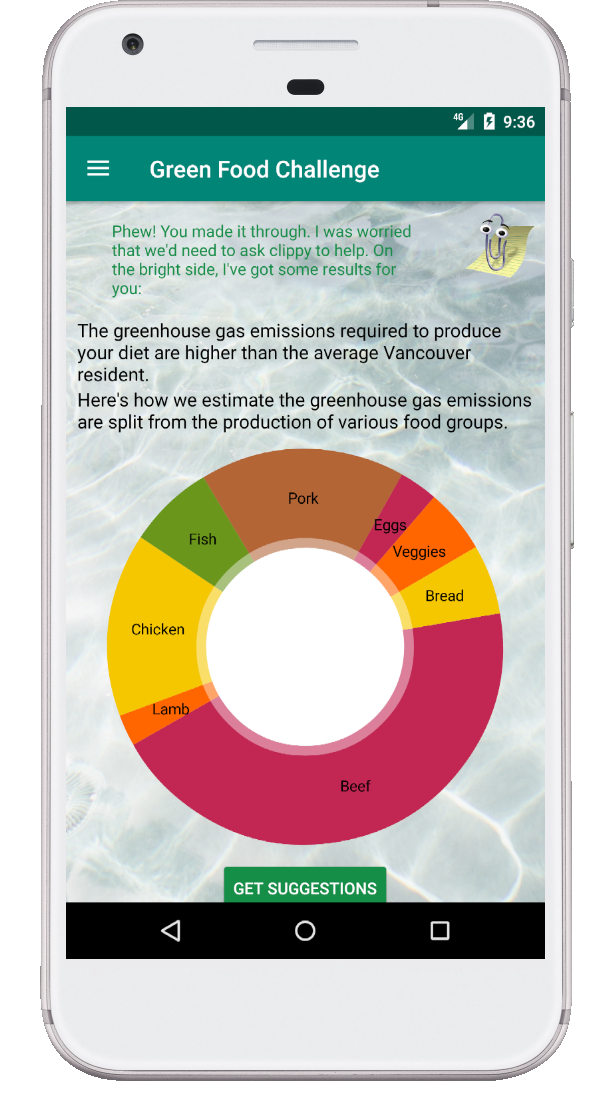 4G 9:36
Green Food Challenge
Phew! You made it through. I was worried
that we'd need to ask clippy to help. On
the bright side, I've got some results for
you:
The greenhouse gas emissions required to produce
your diet are higher than the average Vancouver
resident.
Here's how we estimate the greenhouse gas emissions
are split from the production of various food groups.
Pork
Eggs
Fish
Veggies
Bread
Chicken
Lamb
Beef
GET SUGGESTIONS